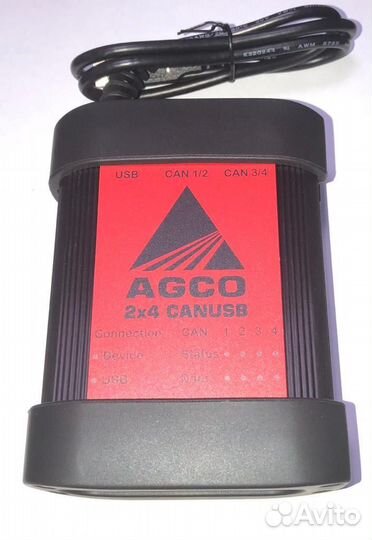 USB CAN 1/2 CAN 3/4
AGCO
2x4 CANUSB
Connection CAN 1 2 3 4
Device Status
USB
Avito